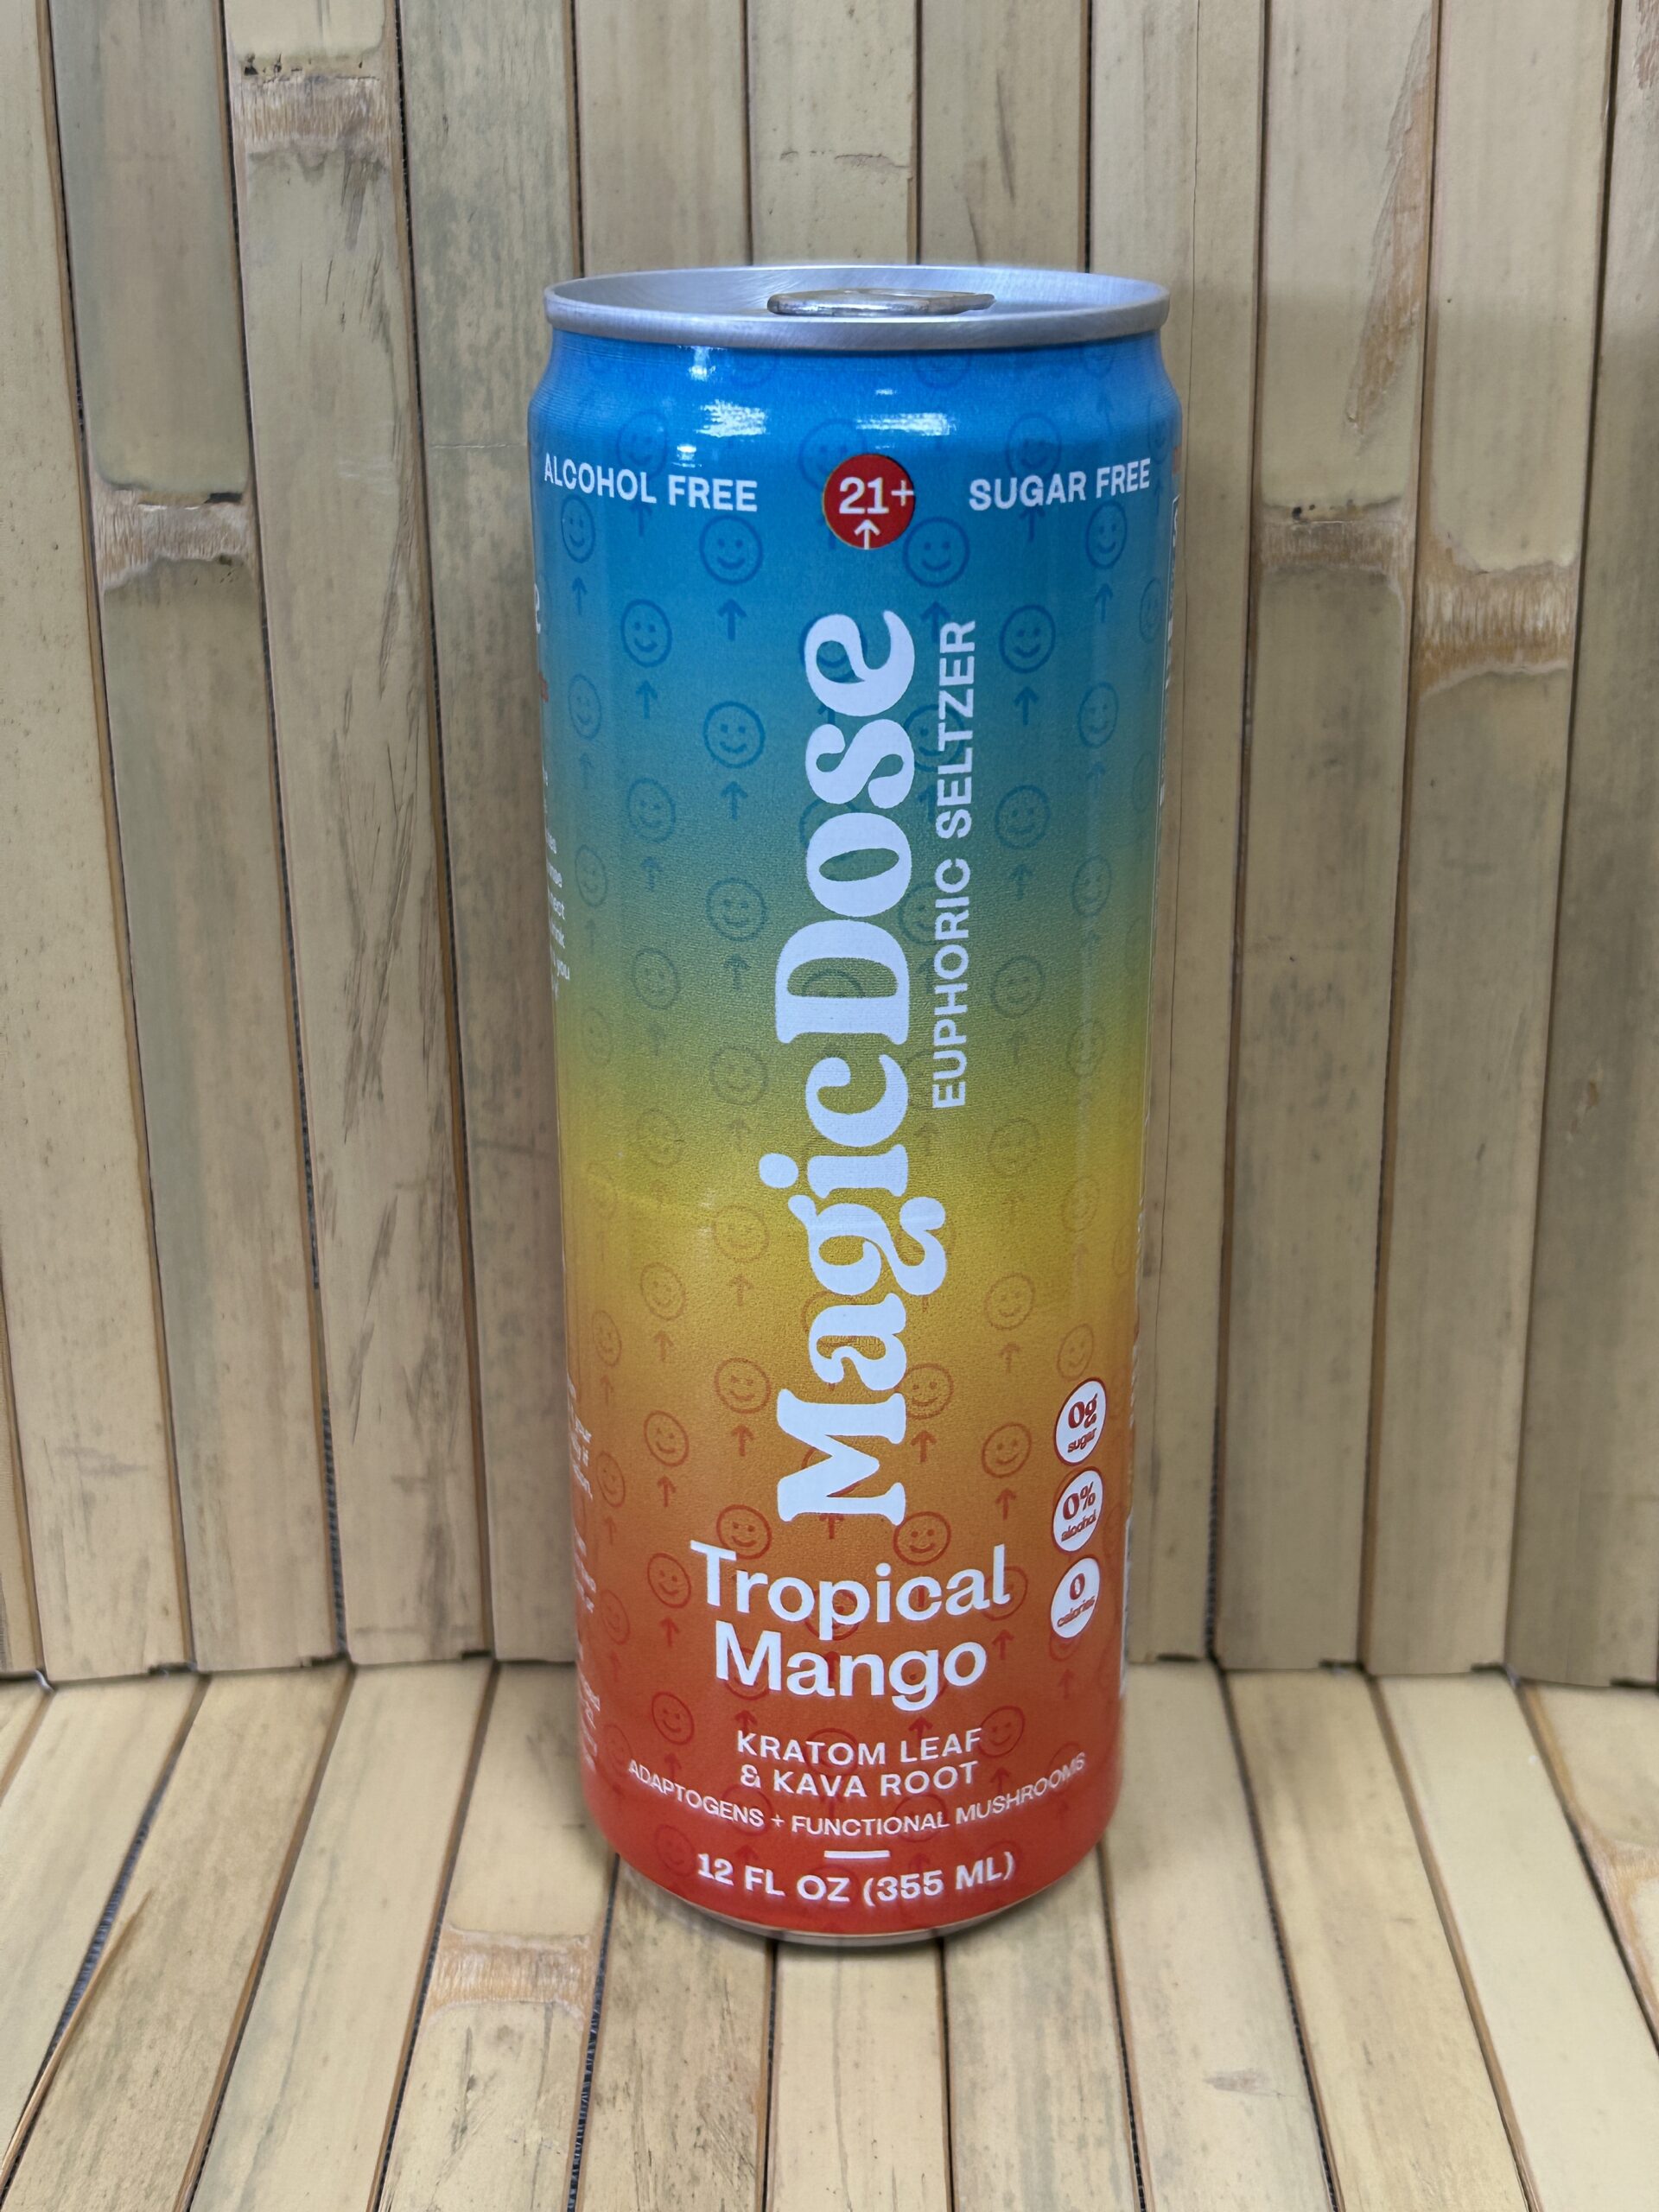 ALCOHOL FREE
21+
SUGAR FREE
MagicDose
EUPHORIC SELTZER
0g
sugar
0%
alcohol
0
calories
Tropical
Mango
KRATOM LEAF
& KAVA ROOT
ADAPTOGENS + FUNCTIONAL MUSHROOMS
12 FL OZ (355 ML)